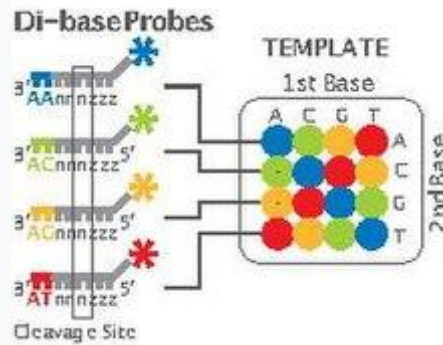 Di-base Probes
3' AAnnnzzz
3' ACnnnzzz 5'
3' AGnnnzzz 5'
3' ATnnnzzz 5'
Cleavage Site
TEMPLATE
1st Base
A C G T
A
C
G
T
2nd Base